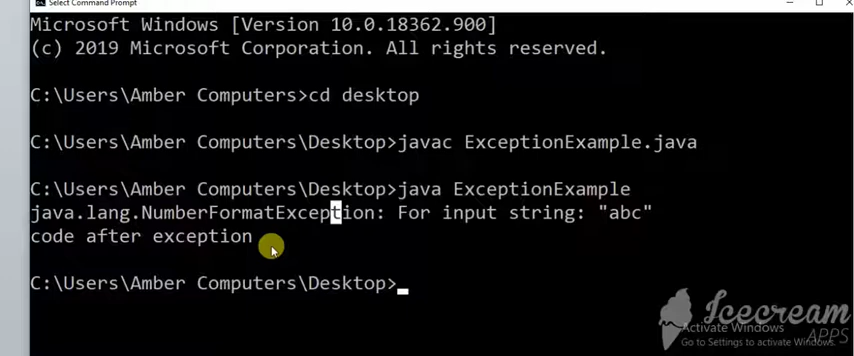 Select Command Prompt
Microsoft Windows [Version 10.0.18362.900]
(c) 2019 Microsoft Corporation. All rights reserved.
C:\Users\Amber Computers>cd desktop
C:\Users\Amber Computers\Desktop>javac ExceptionExample.java
C:\Users\Amber Computers\Desktop>java ExceptionExample
java.lang.NumberFormatException: For input string: "abc"
code after exception
C:\Users\Amber Computers\Desktop>
Icecream
APPS
Activate Windows
Go to Settings to activate Windows.